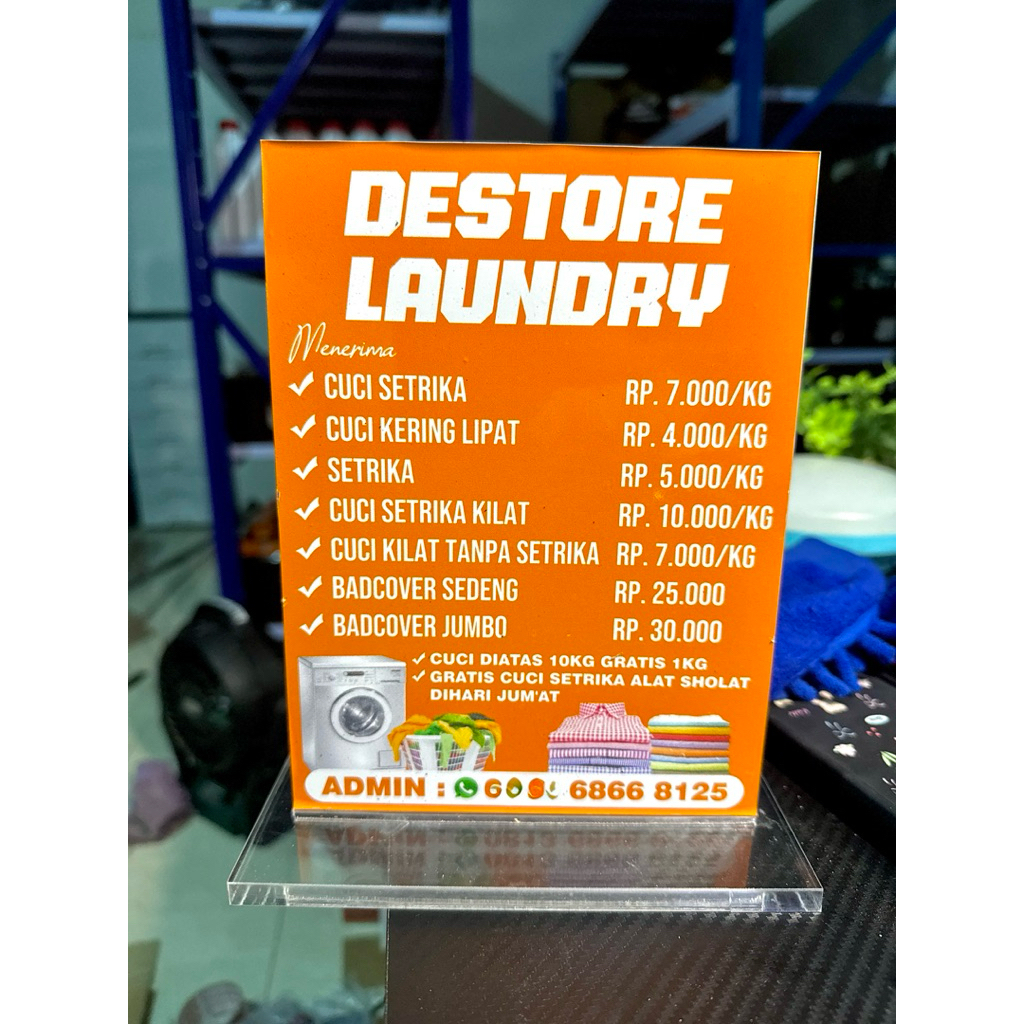 DESTORE
LAUNDRY
Menerima
CUCI SETRIKA RP. 7.000/KG
CUCI KERING LIPAT RP. 4.000/KG
SETRIKA RP. 5.000/KG
CUCI SETRIKA KILAT RP. 10.000/KG
CUCI KILAT TANPA SETRIKA RP. 7.000/KG
BADCOVER SEDENG RP. 25.000
BADCOVER JUMBO RP. 30.000
CUCI DIATAS 10KG GRATIS 1KG
GRATIS CUCI SETRIKA ALAT SHOLAT
DIHARI JUM'AT
ADMIN : 6866 8125